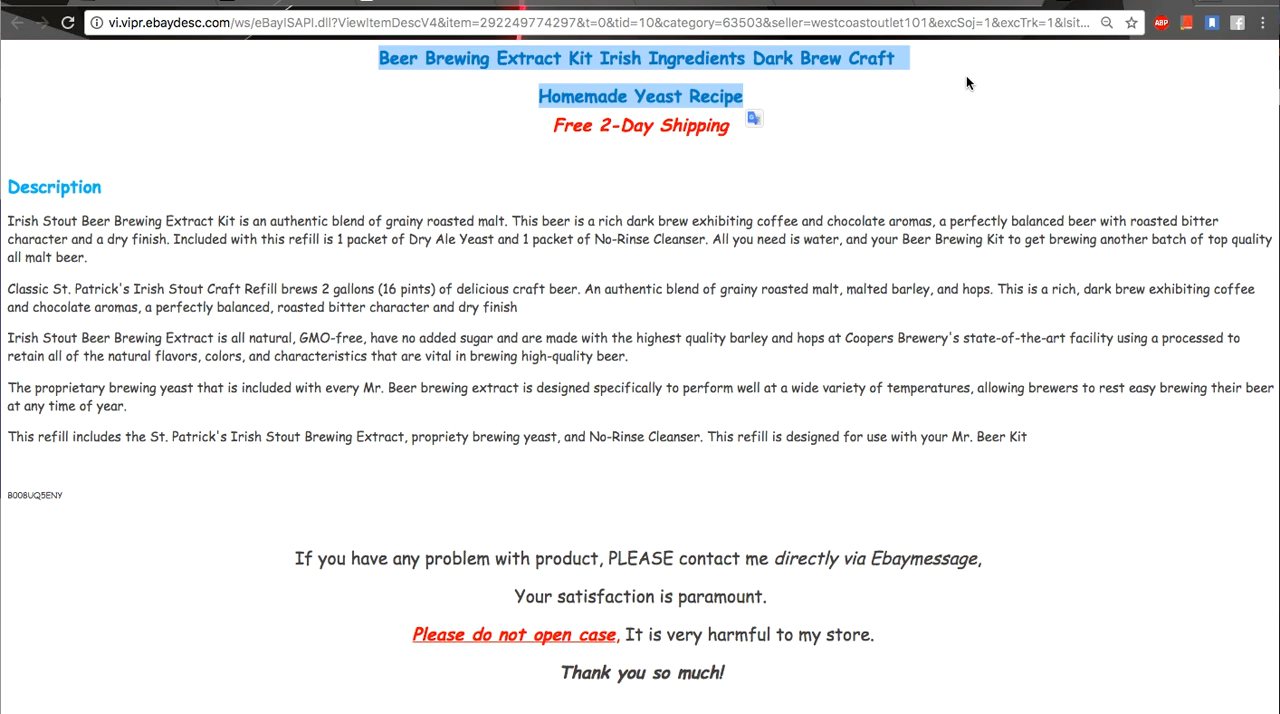 vi.vipr.ebaydesc.com/ws/eBayISAPI.dll?ViewItemDescV4&item=292249774297&t=0&tid=10&category=63503&seller=westcoastoutlet101&excSoj=1&excTrk=1&lsit...
ABP
Beer Brewing Extract Kit Irish Ingredients Dark Brew Craft
Homemade Yeast Recipe
Free 2-Day Shipping
Description
Irish Stout Beer Brewing Extract Kit is an authentic blend of grainy roasted malt. This beer is a rich dark brew exhibiting coffee and chocolate aromas, a perfectly balanced beer with roasted bitter
character and a dry finish. Included with this refill is 1 packet of Dry Ale Yeast and 1 packet of No-Rinse Cleanser. All you need is water, and your Beer Brewing Kit to get brewing another batch of top quality
all malt beer.
Classic St. Patrick's Irish Stout Craft Refill brews 2 gallons (16 pints) of delicious craft beer. An authentic blend of grainy roasted malt, malted barley, and hops. This is a rich, dark brew exhibiting coffee
and chocolate aromas, a perfectly balanced, roasted bitter character and dry finish
Irish Stout Beer Brewing Extract is all natural, GMO-free, have no added sugar and are made with the highest quality barley and hops at Coopers Brewery's state-of-the-art facility using a processed to
retain all of the natural flavors, colors, and characteristics that are vital in brewing high-quality beer.
The proprietary brewing yeast that is included with every Mr. Beer brewing extract is designed specifically to perform well at a wide variety of temperatures, allowing brewers to rest easy brewing their beer
at any time of year.
This refill includes the St. Patrick's Irish Stout Brewing Extract, propriety brewing yeast, and No-Rinse Cleanser. This refill is designed for use with your Mr. Beer Kit
B008UQ5ENY
If you have any problem with product, PLEASE contact me directly via Ebaymessage,
Your satisfaction is paramount.
Please do not open case, It is very harmful to my store.
Thank you so much!